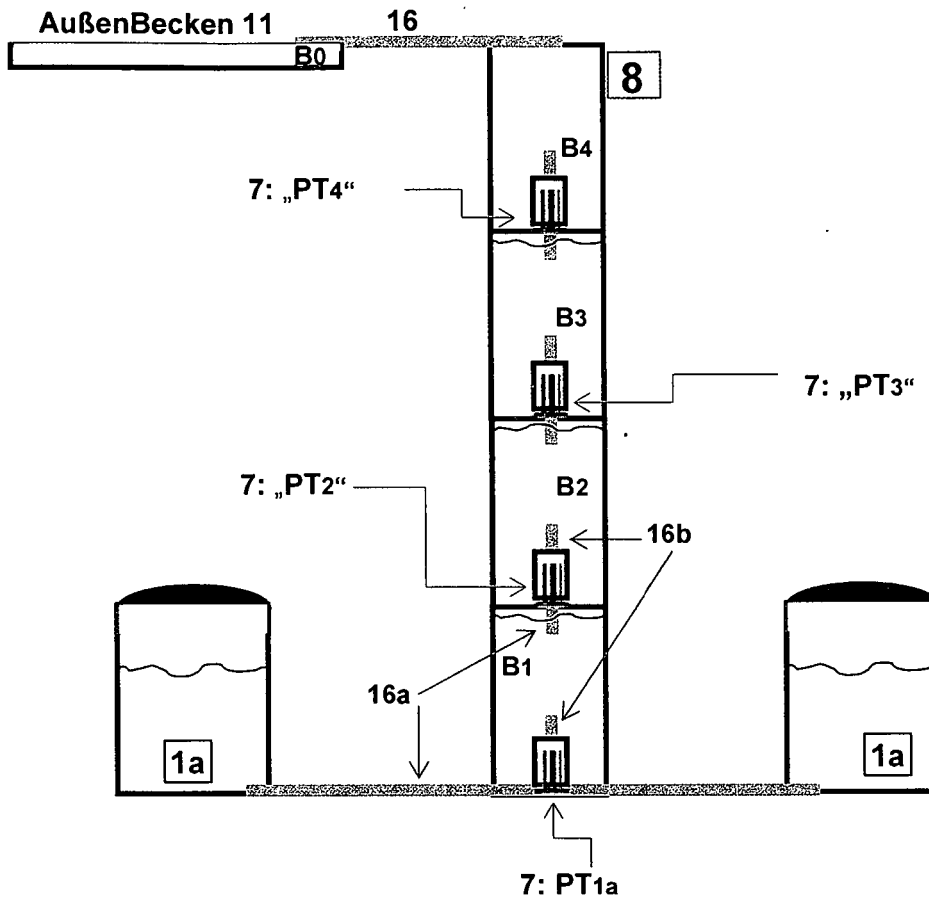 AußenBecken 11
16
B0
8
B4
7: „PT4“
B3
7: „PT3“
7: „PT2“
B2
16b
B1
16a
1a
1a
7: PT1a